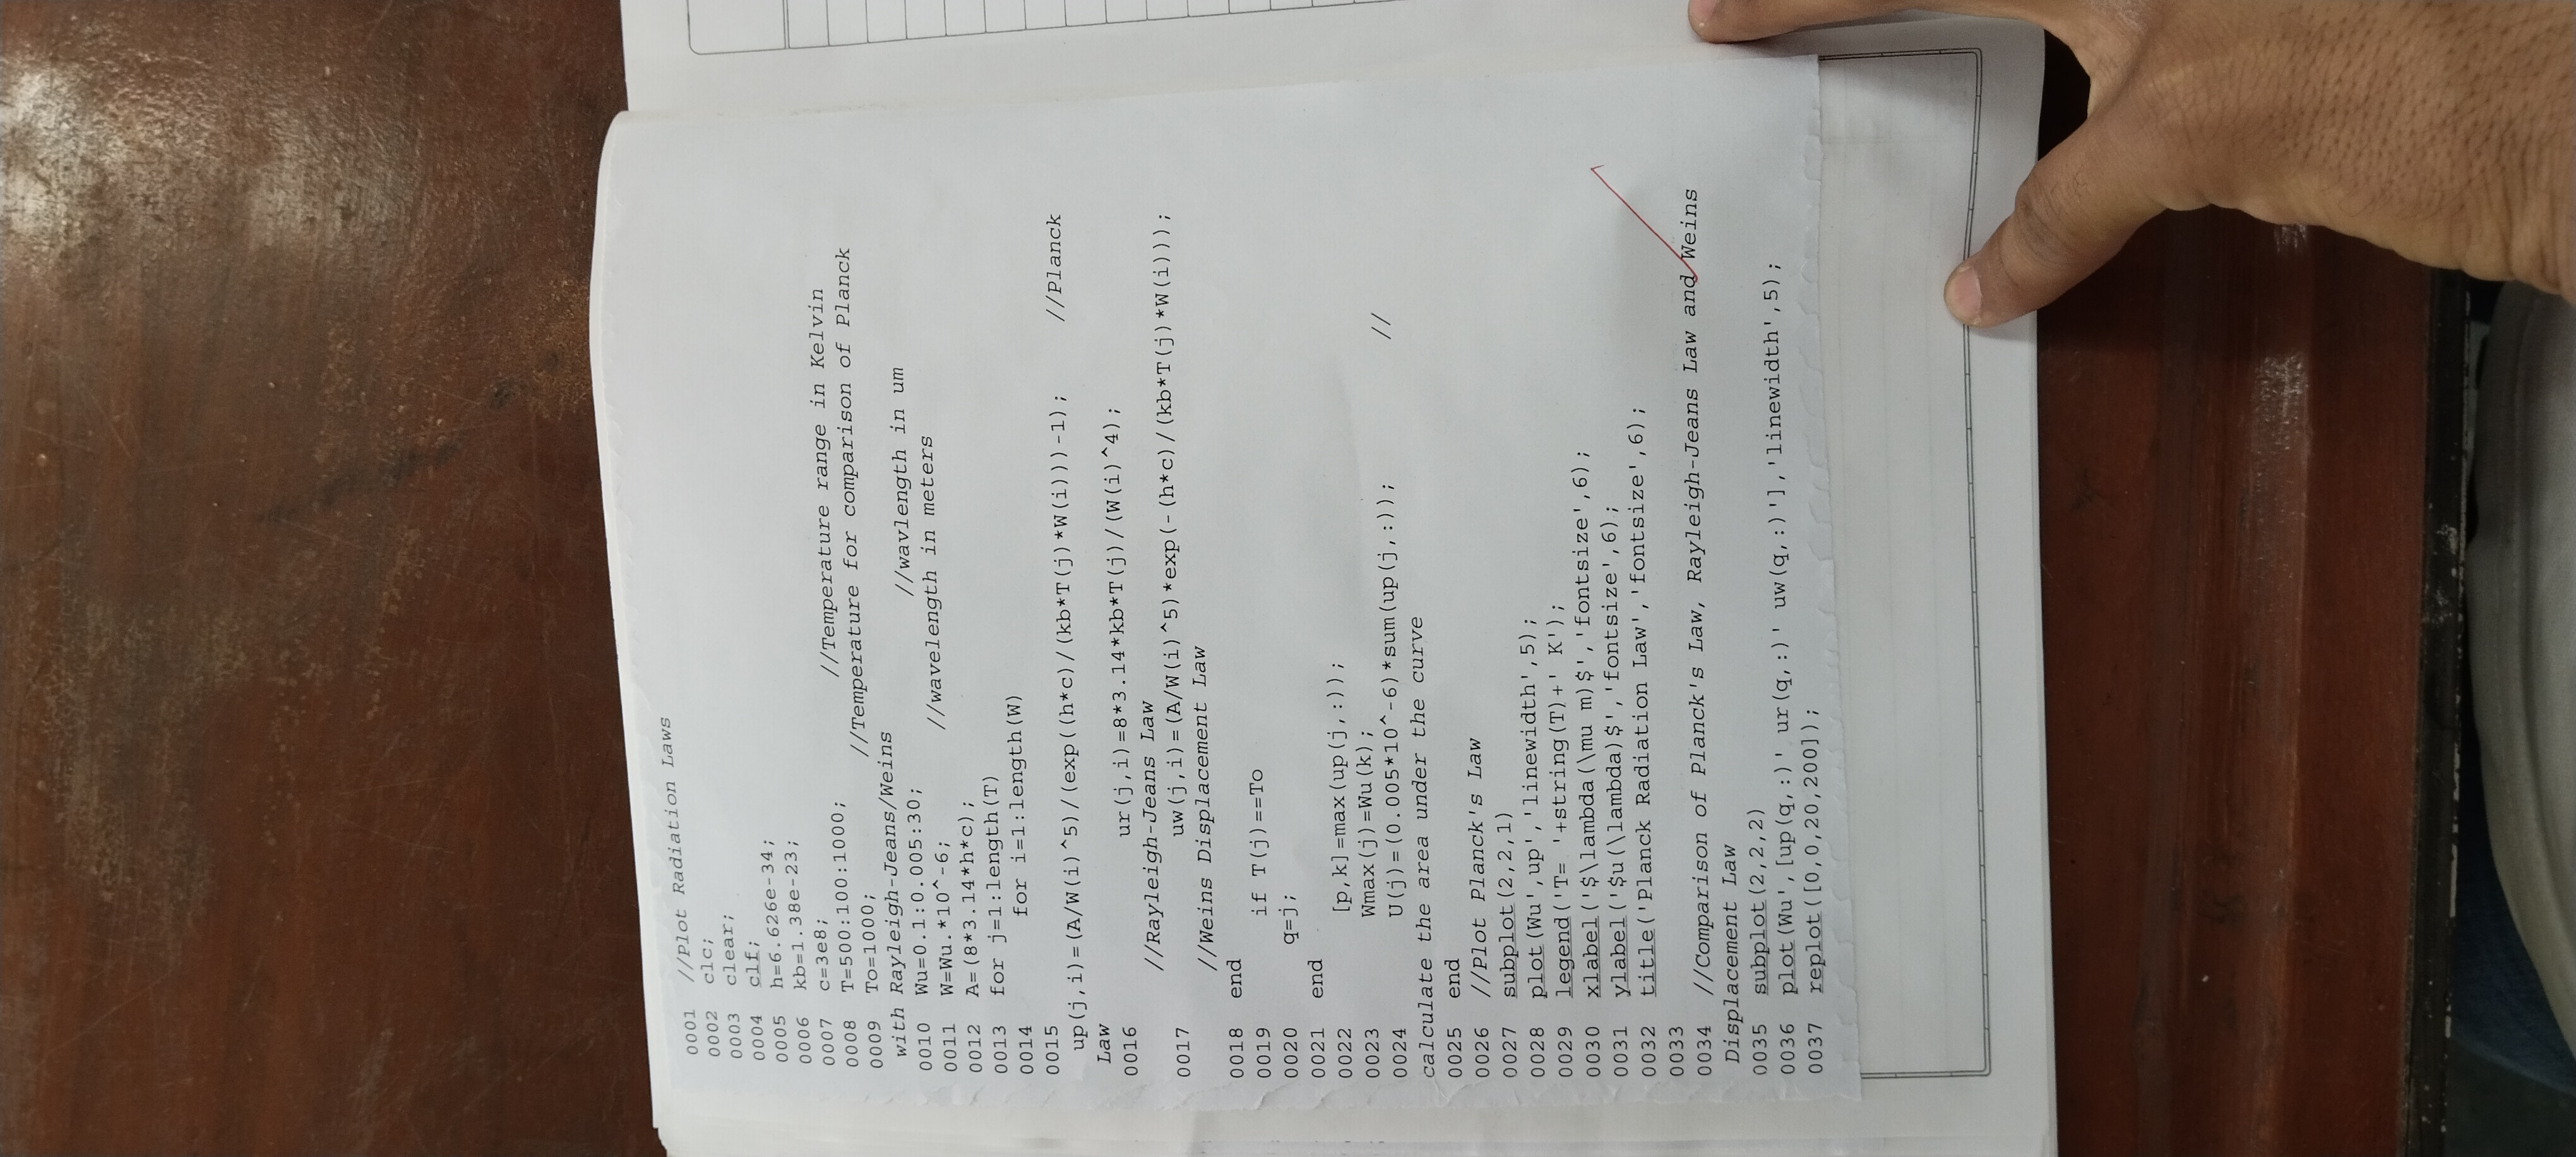 0001 //Plot Radiation Laws
0002 clc;
0003 clear;
0004 clf;
0005 h=6.626e-34;
0006 kb=1.38e-23;
0007 c=3e8;
0008 T=500:100:1000; //Temperature range in Kelvin
0009 To=1000; //Temperature for comparison of Planck
with Rayleigh-Jeans/Weins
0010 Wu=0.1:0.005:30; //wavlength in um
0011 W=Wu.*10^-6; //wavelength in meters
0012 A=(8*3.14*h*c);
0013 for j=1:length(T)
0014 for i=1:length(W)
0015
up(j,i)=(A/W(i)^5)/(exp((h*c)/(kb*T(j)*W(i)))-1); //Planck
Law
0016 ur(j,i)=8*3.14*kb*T(j)/(W(i)^4);
//Rayleigh-Jeans Law
0017 uw(j,i)=(A/W(i)^5)*exp(-(h*c)/(kb*T(j)*W(i)));
//Weins Displacement Law
0018 end
0019 if T(j)==To
0020 q=j;
0021 end
0022 [p,k]=max(up(j,:));
0023 Wmax(j)=Wu(k);
0024 U(j)=(0.005*10^-6)*sum(up(j,:)); //
calculate the area under the curve
0025 end
0026 //Plot Planck's Law
0027 subplot(2,2,1)
0028 plot(Wu',up','linewidth',5);
0029 legend('T= '+string(T)+' K');
0030 xlabel('$\lambda(\mu m)$','fontsize',6);
0031 ylabel('$u(\lambda)$','fontsize',6);
0032 title('Planck Radiation Law','fontsize',6);
0033
0034 //Comparison of Planck's Law, Rayleigh-Jeans Law and Weins
Displacement Law
0035 subplot(2,2,2)
0036 plot(Wu',[up(q,:)' ur(q,:)' uw(q,:)'],'linewidth',5);
0037 replot([0,0,20,200]);